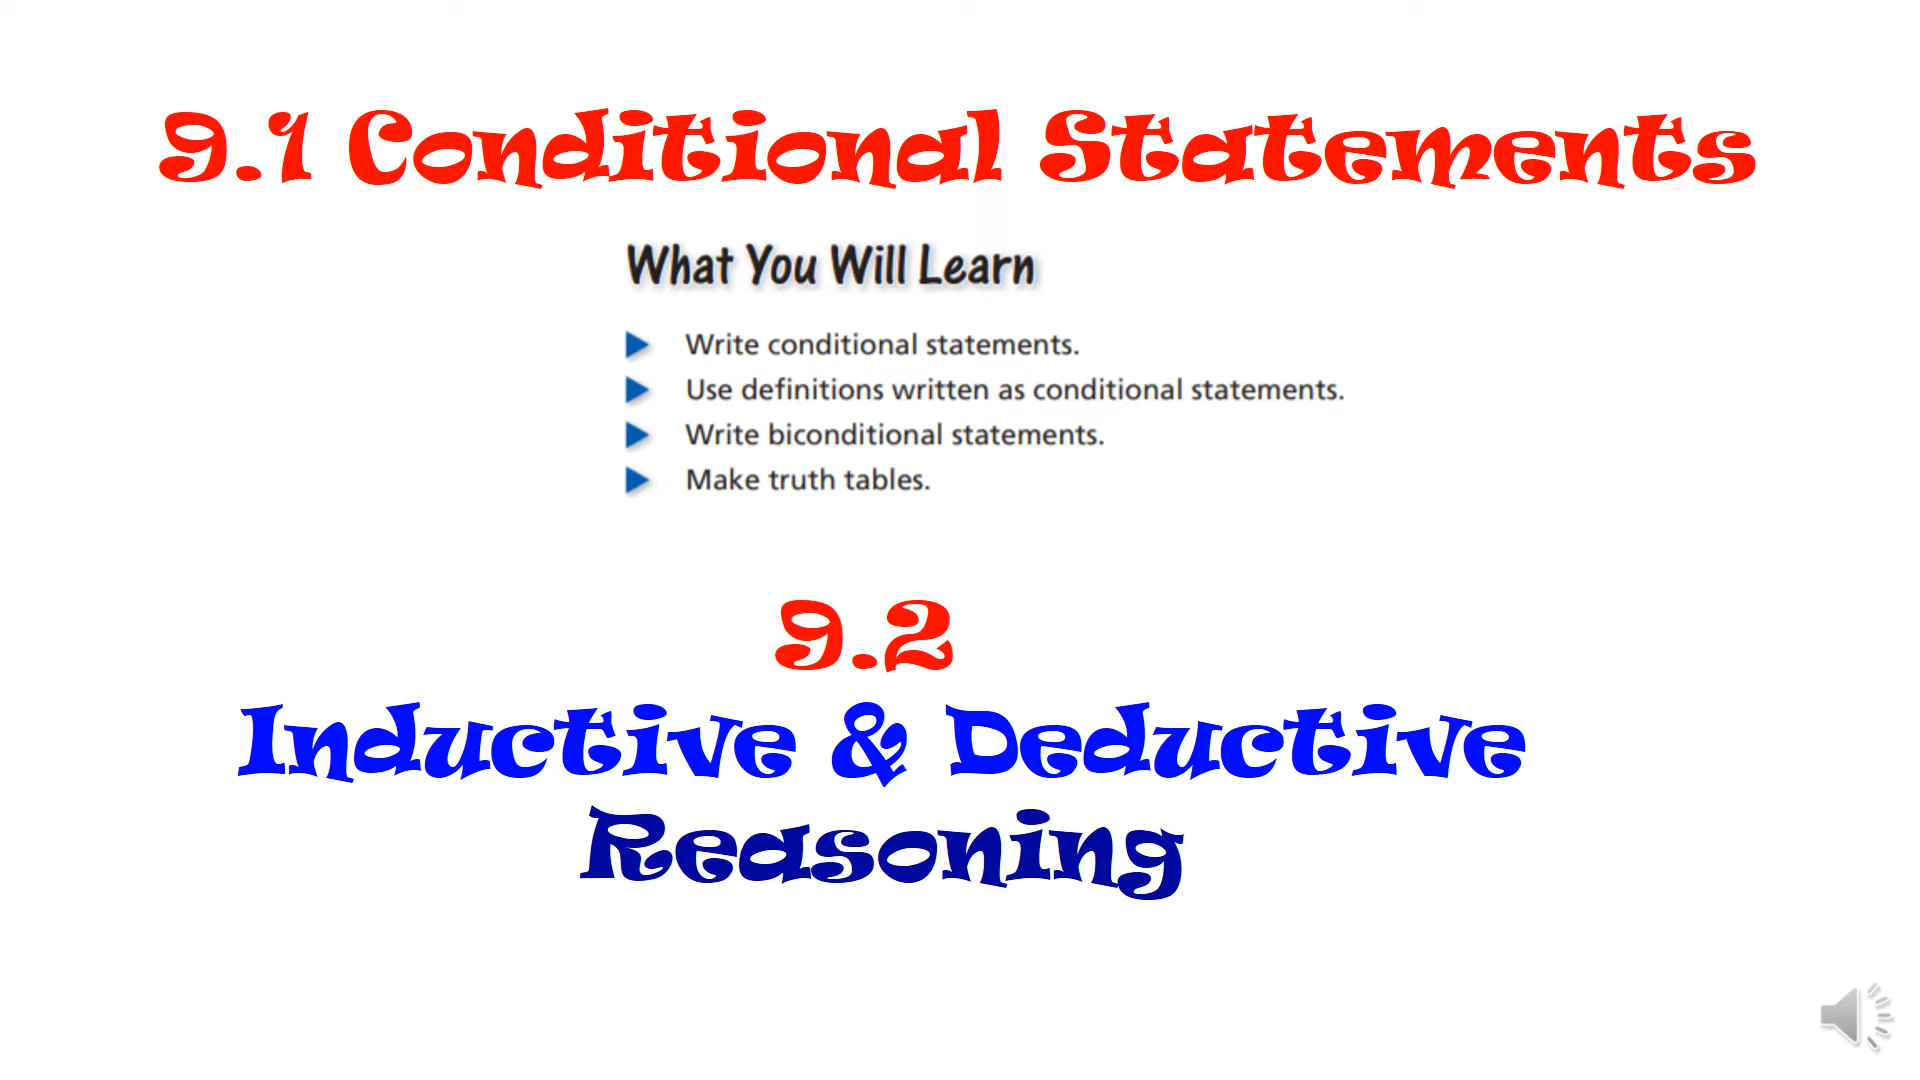 9.1 Conditional Statements
What You Will Learn
Write conditional statements.
Use definitions written as conditional statements.
Write biconditional statements.
Make truth tables.
9.2
Inductive & Deductive
Reasoning